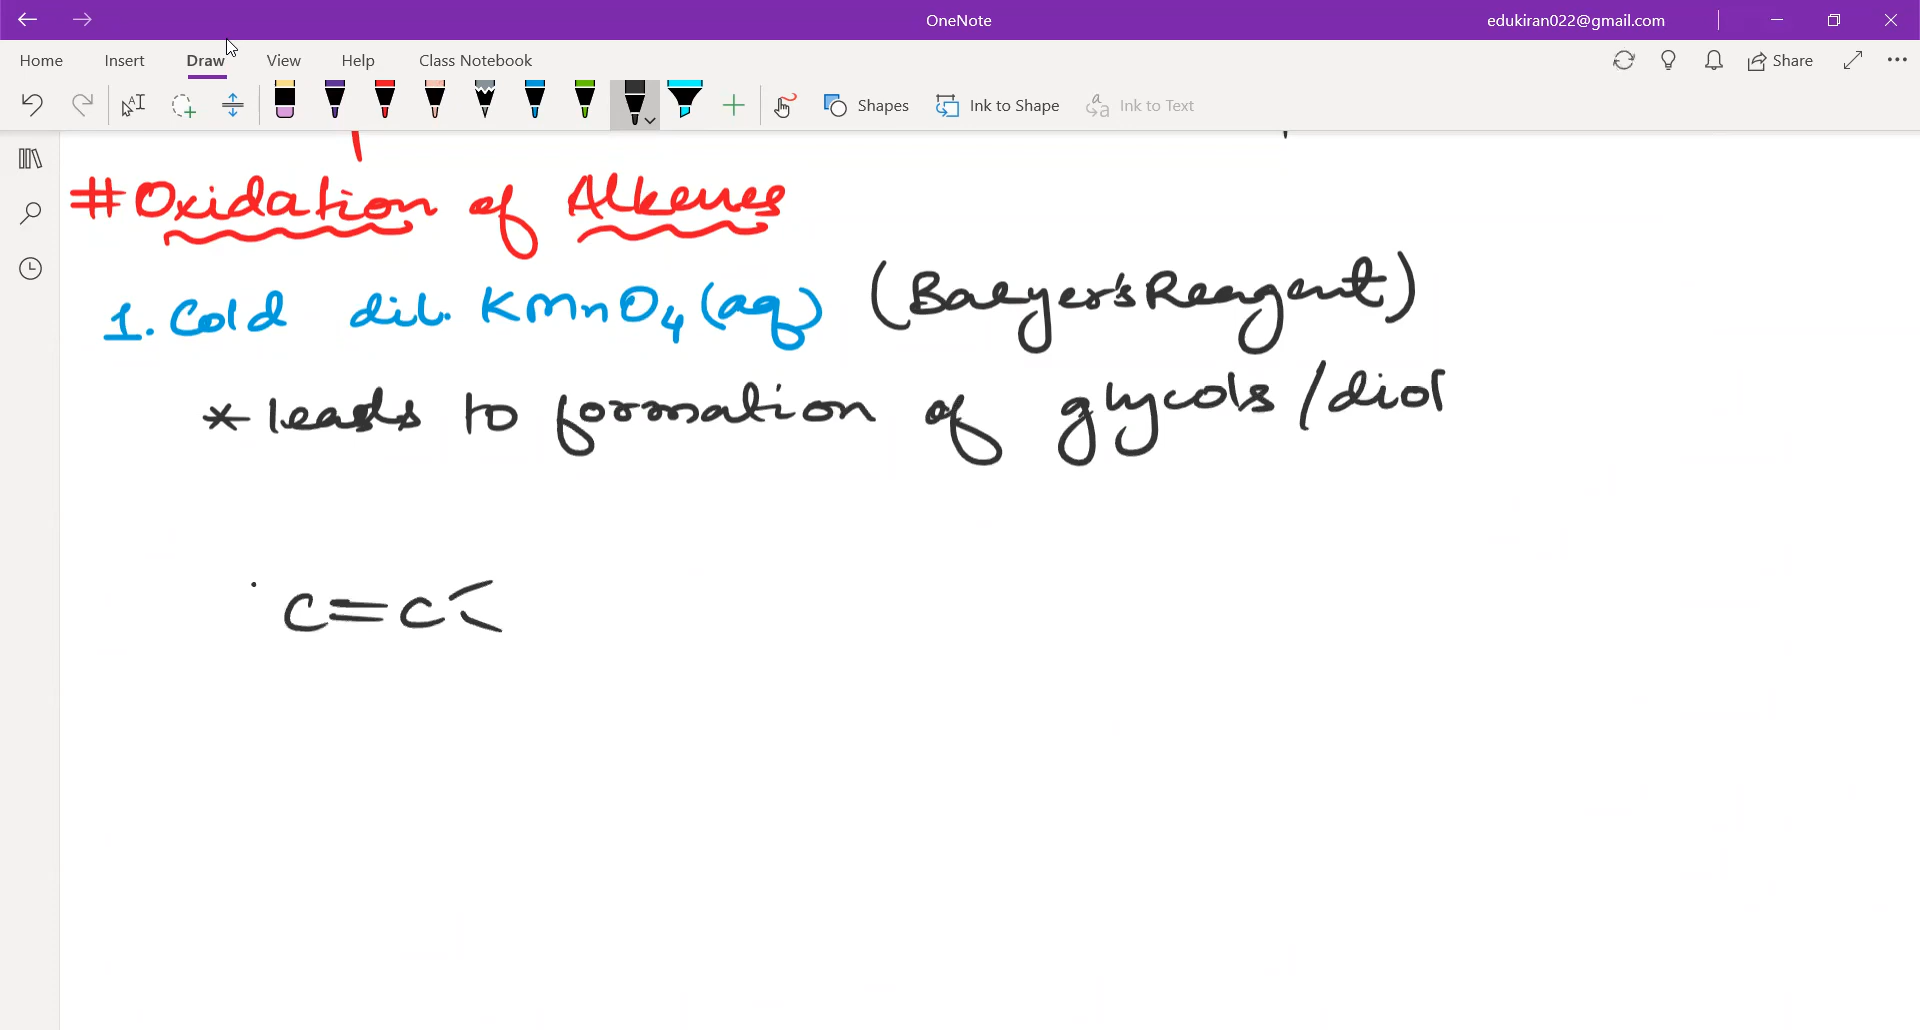 OneNote
edukiran022@gmail.com
Home Insert Draw View Help Class Notebook
Share
Shapes Ink to Shape Ink to Text
#Oxidation of Alkenes
1. Cold dil. KMnO4 (aq) (Baeyer's Reagent)
* leads to formation of glycols /diol
C=C<